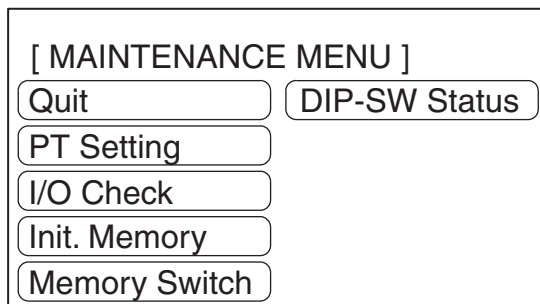 [ MAINTENANCE MENU ]
Quit DIP-SW Status
PT Setting
I/O Check
Init. Memory
Memory Switch